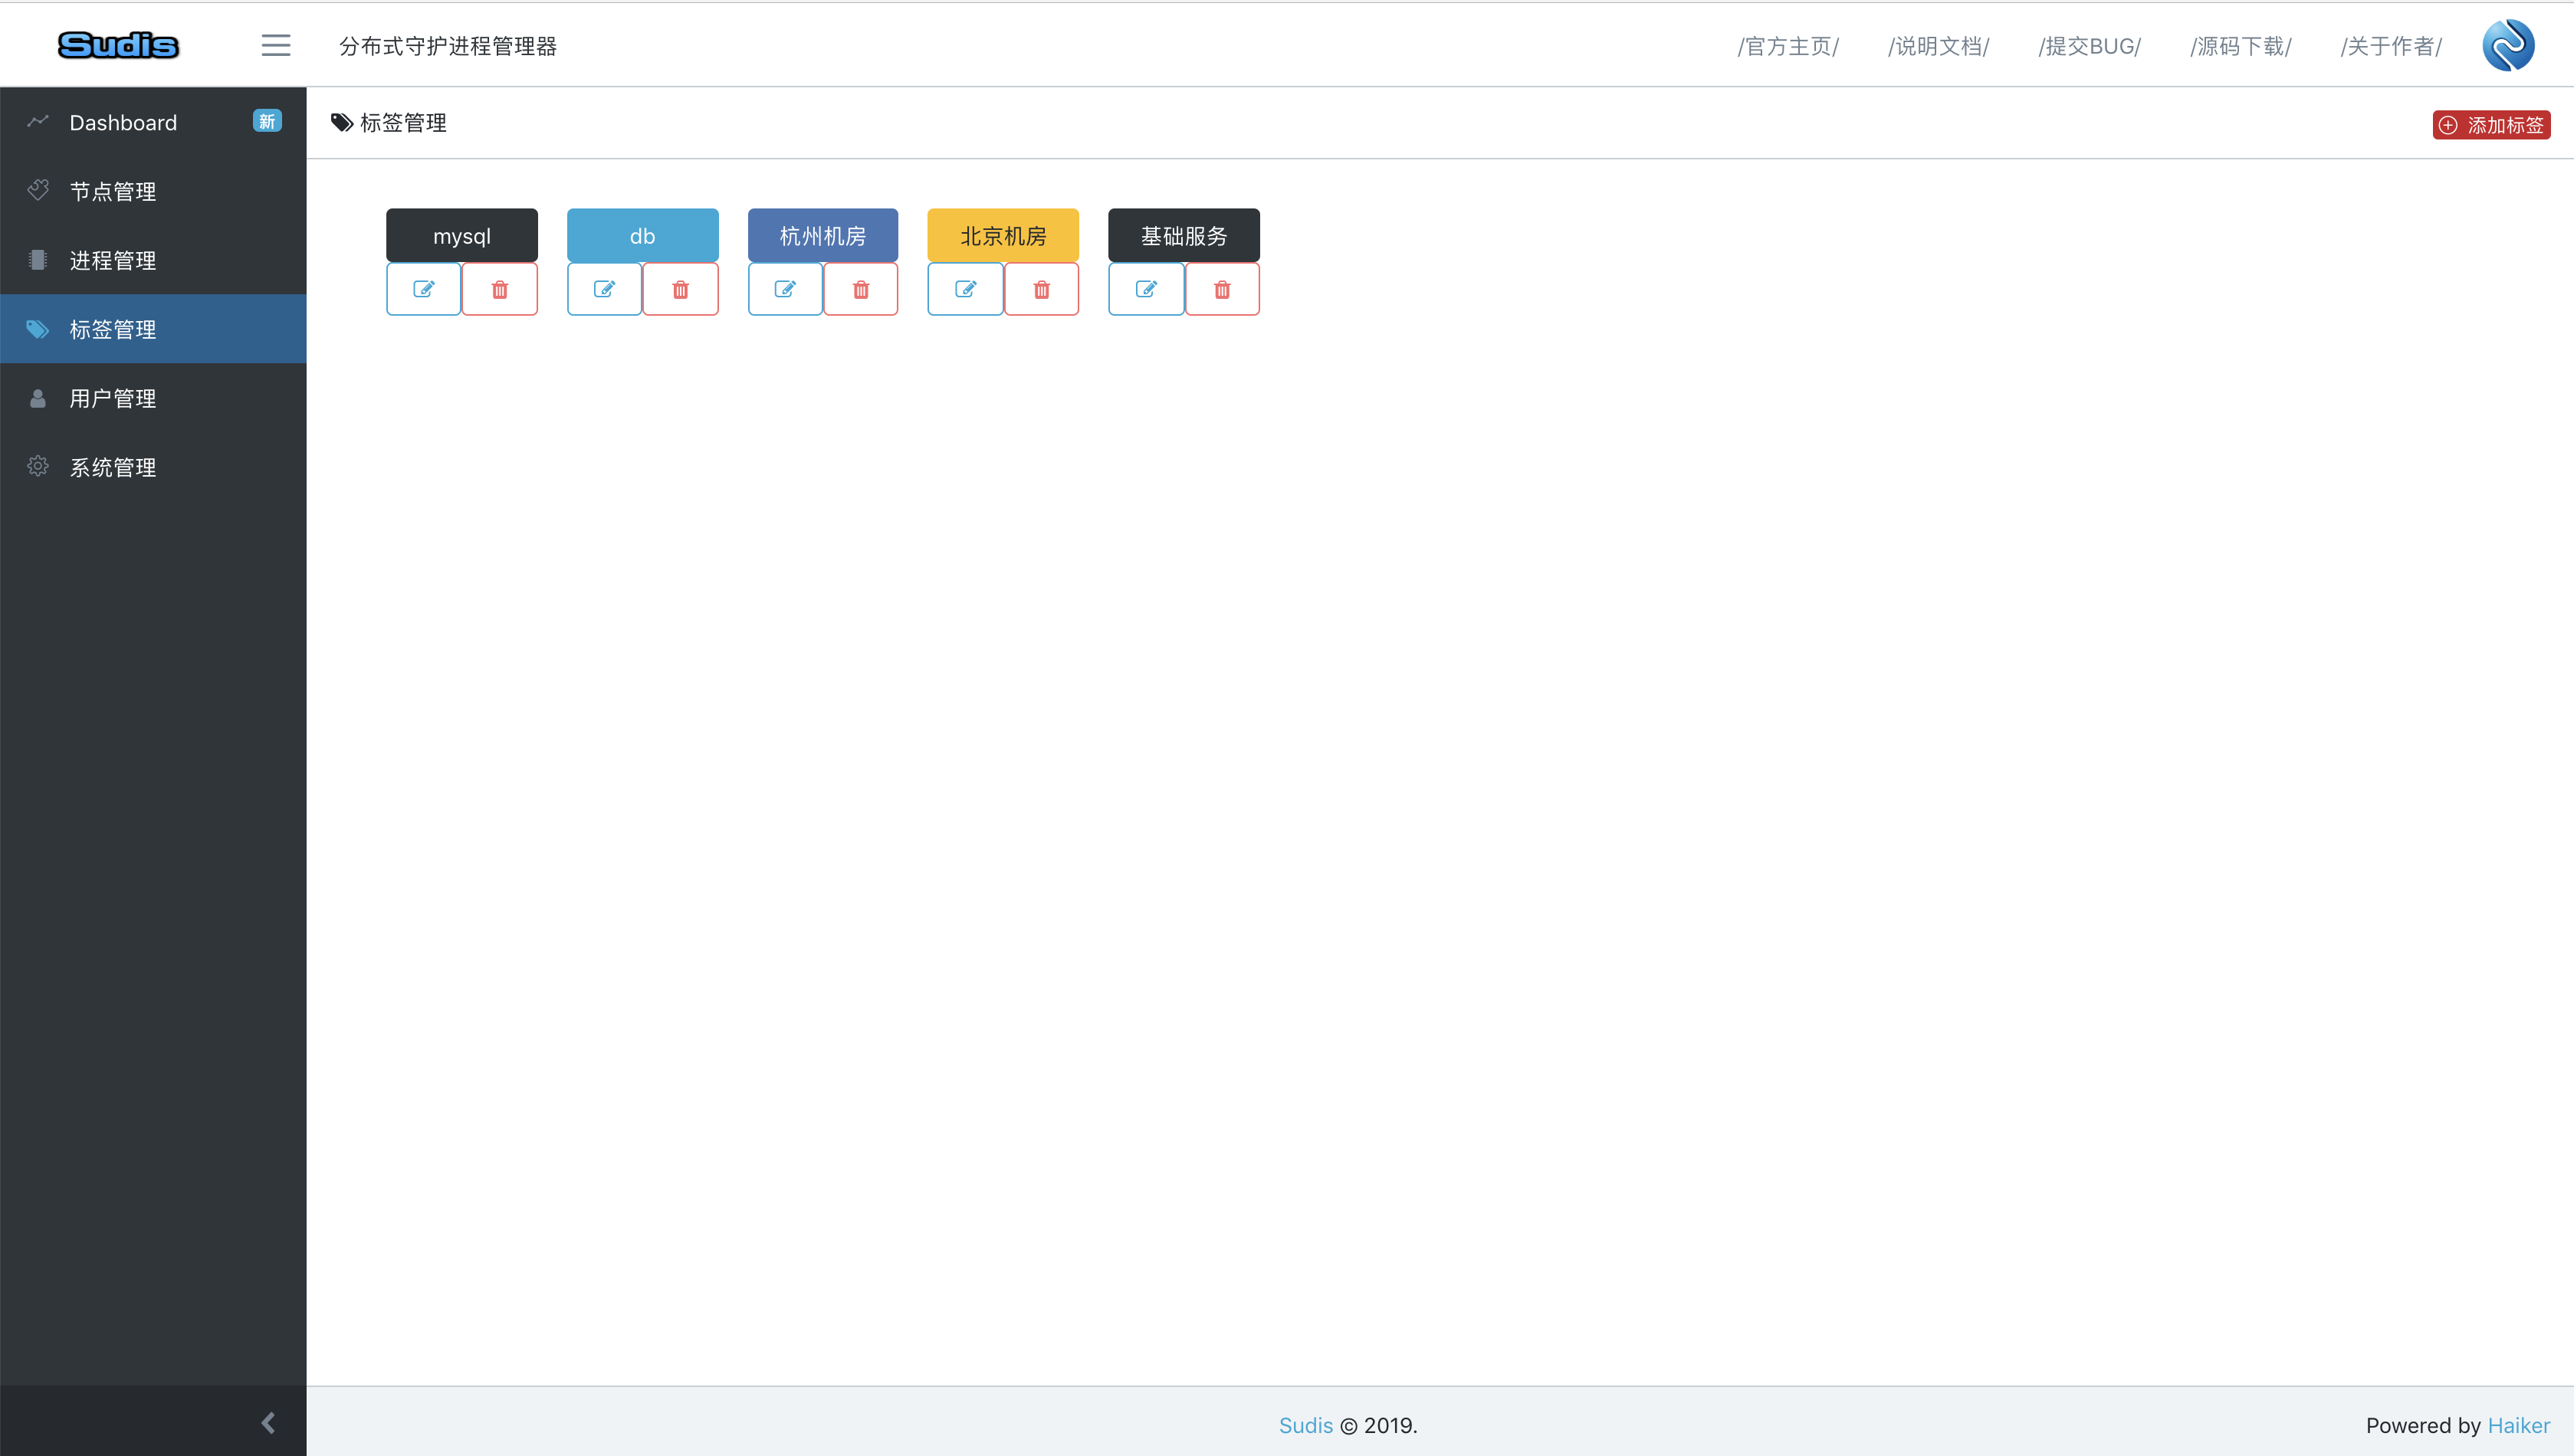 Sudis
分布式守护进程管理器
/官方主页/ /说明文档/ /提交BUG/ /源码下载/ /关于作者/
Dashboard 新
节点管理
进程管理
标签管理
用户管理
系统管理
标签管理
添加标签
mysql db 杭州机房 北京机房 基础服务
Sudis © 2019.
Powered by Haiker